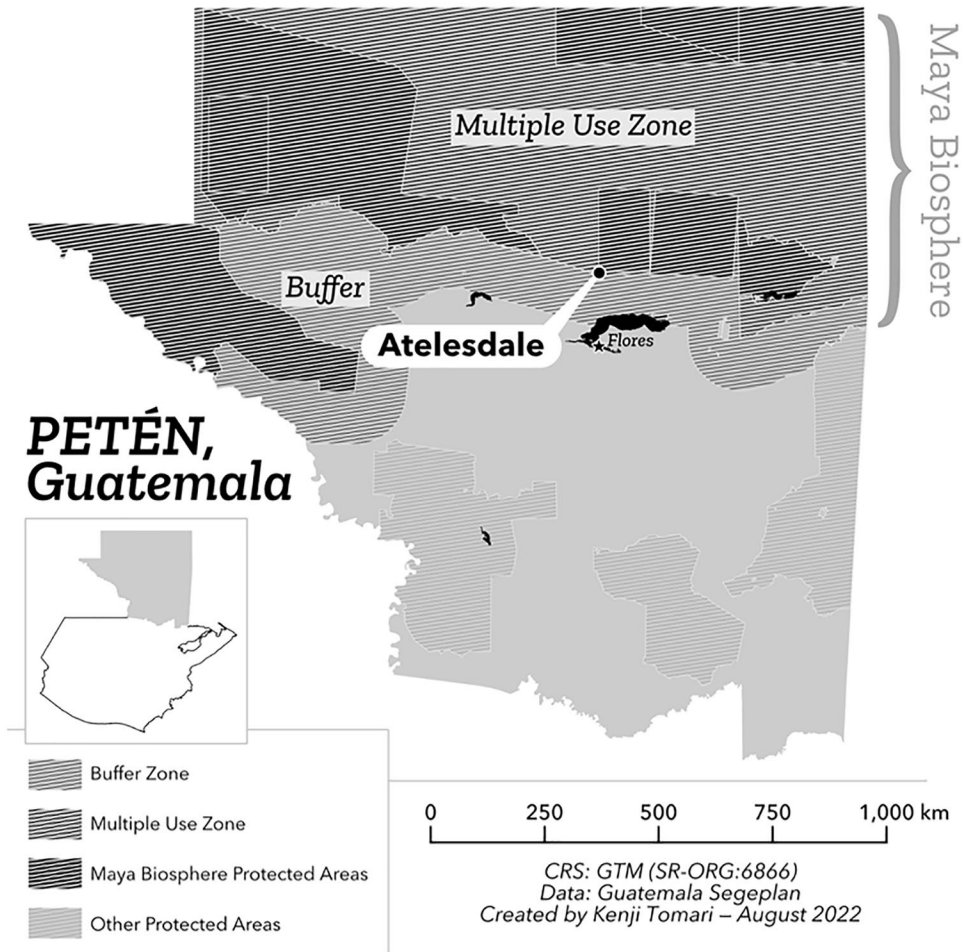 Maya Biosphere
Multiple Use Zone
Buffer
Atelesdale
Flores
PETÉN,
Guatemala
Buffer Zone
Multiple Use Zone
Maya Biosphere Protected Areas
Other Protected Areas
0 250 500 750 1,000 km
CRS: GTM (SR-ORG:6866)
Data: Guatemala Segeplan
Created by Kenji Tomari – August 2022